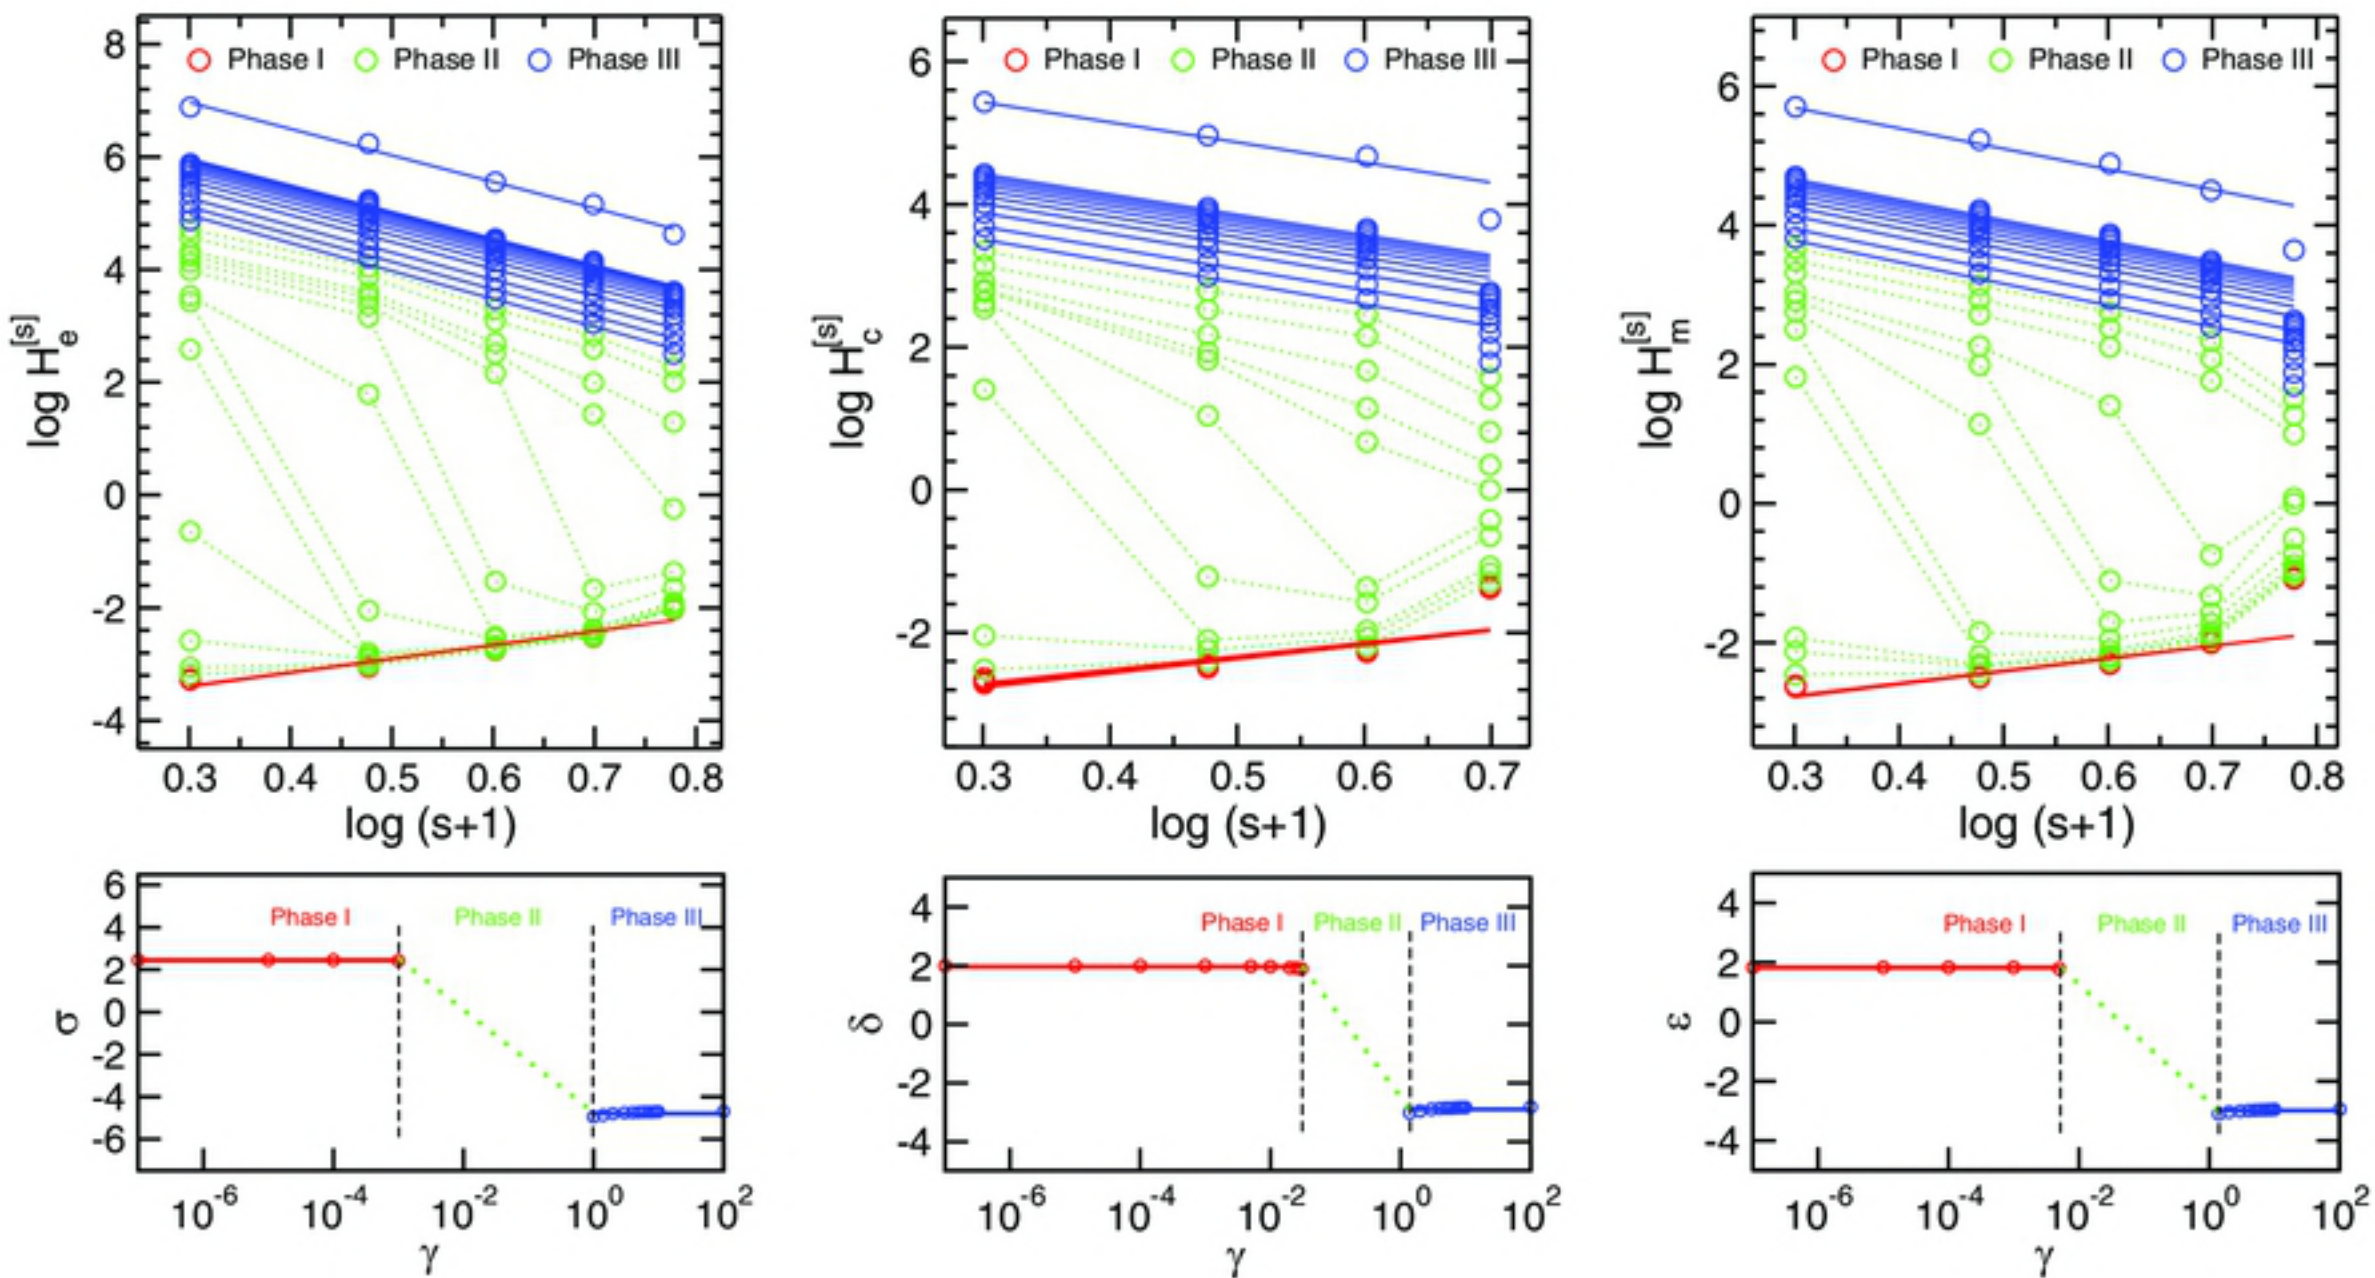 Phase I Phase II Phase III
8
6
4
2
0
-2
-4
log H_e^[s]
0.3 0.4 0.5 0.6 0.7 0.8
log (s+1)
Phase I Phase II Phase III
6
4
2
0
-2
log H_c^[s]
0.3 0.4 0.5 0.6 0.7
log (s+1)
Phase I Phase II Phase III
6
4
2
0
-2
log H_m^[s]
0.3 0.4 0.5 0.6 0.7 0.8
log (s+1)
Phase I Phase II Phase III
6
4
2
0
-2
-4
-6
σ
10^-6 10^-4 10^-2 10^0 10^2
γ
Phase I Phase II Phase III
4
2
0
-2
-4
δ
10^-6 10^-4 10^-2 10^0 10^2
γ
Phase I Phase II Phase III
4
2
0
-2
-4
ε
10^-6 10^-4 10^-2 10^0 10^2
γ